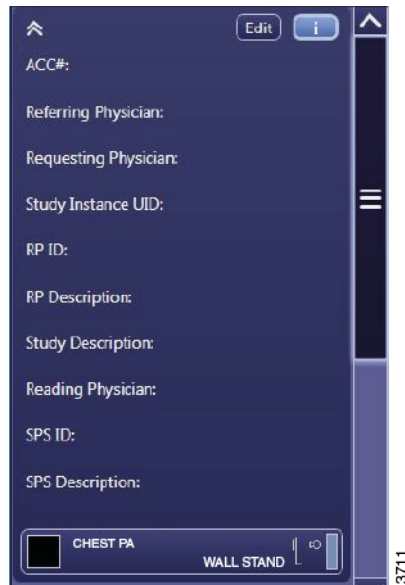 Edit i
ACC#:
Referring Physician:
Requesting Physician:
Study Instance UID:
RP ID:
RP Description:
Study Description:
Reading Physician:
SPS ID:
SPS Description:
CHEST PA
WALL STAND
3711